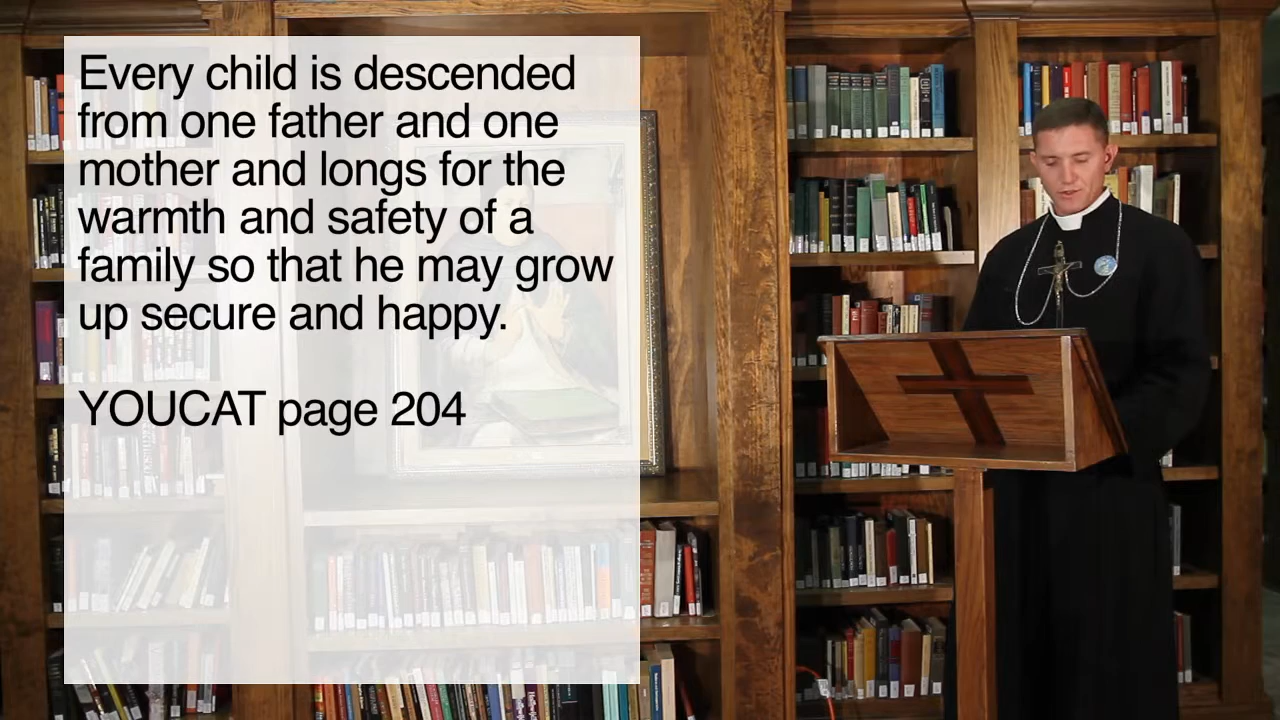 Every child is descended
from one father and one
mother and longs for the
warmth and safety of a
family so that he may grow
up secure and happy.
YOUCAT page 204